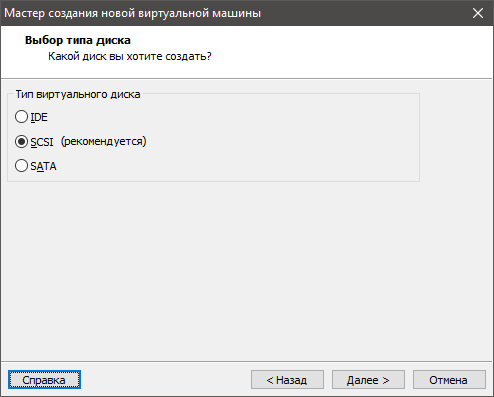 Мастер создания новой виртуальной машины
Выбор типа диска
Какой диск вы хотите создать?
Тип виртуального диска
IDE
SCSI (рекомендуется)
SATA
Справка
< Назад
Далее >
Отмена